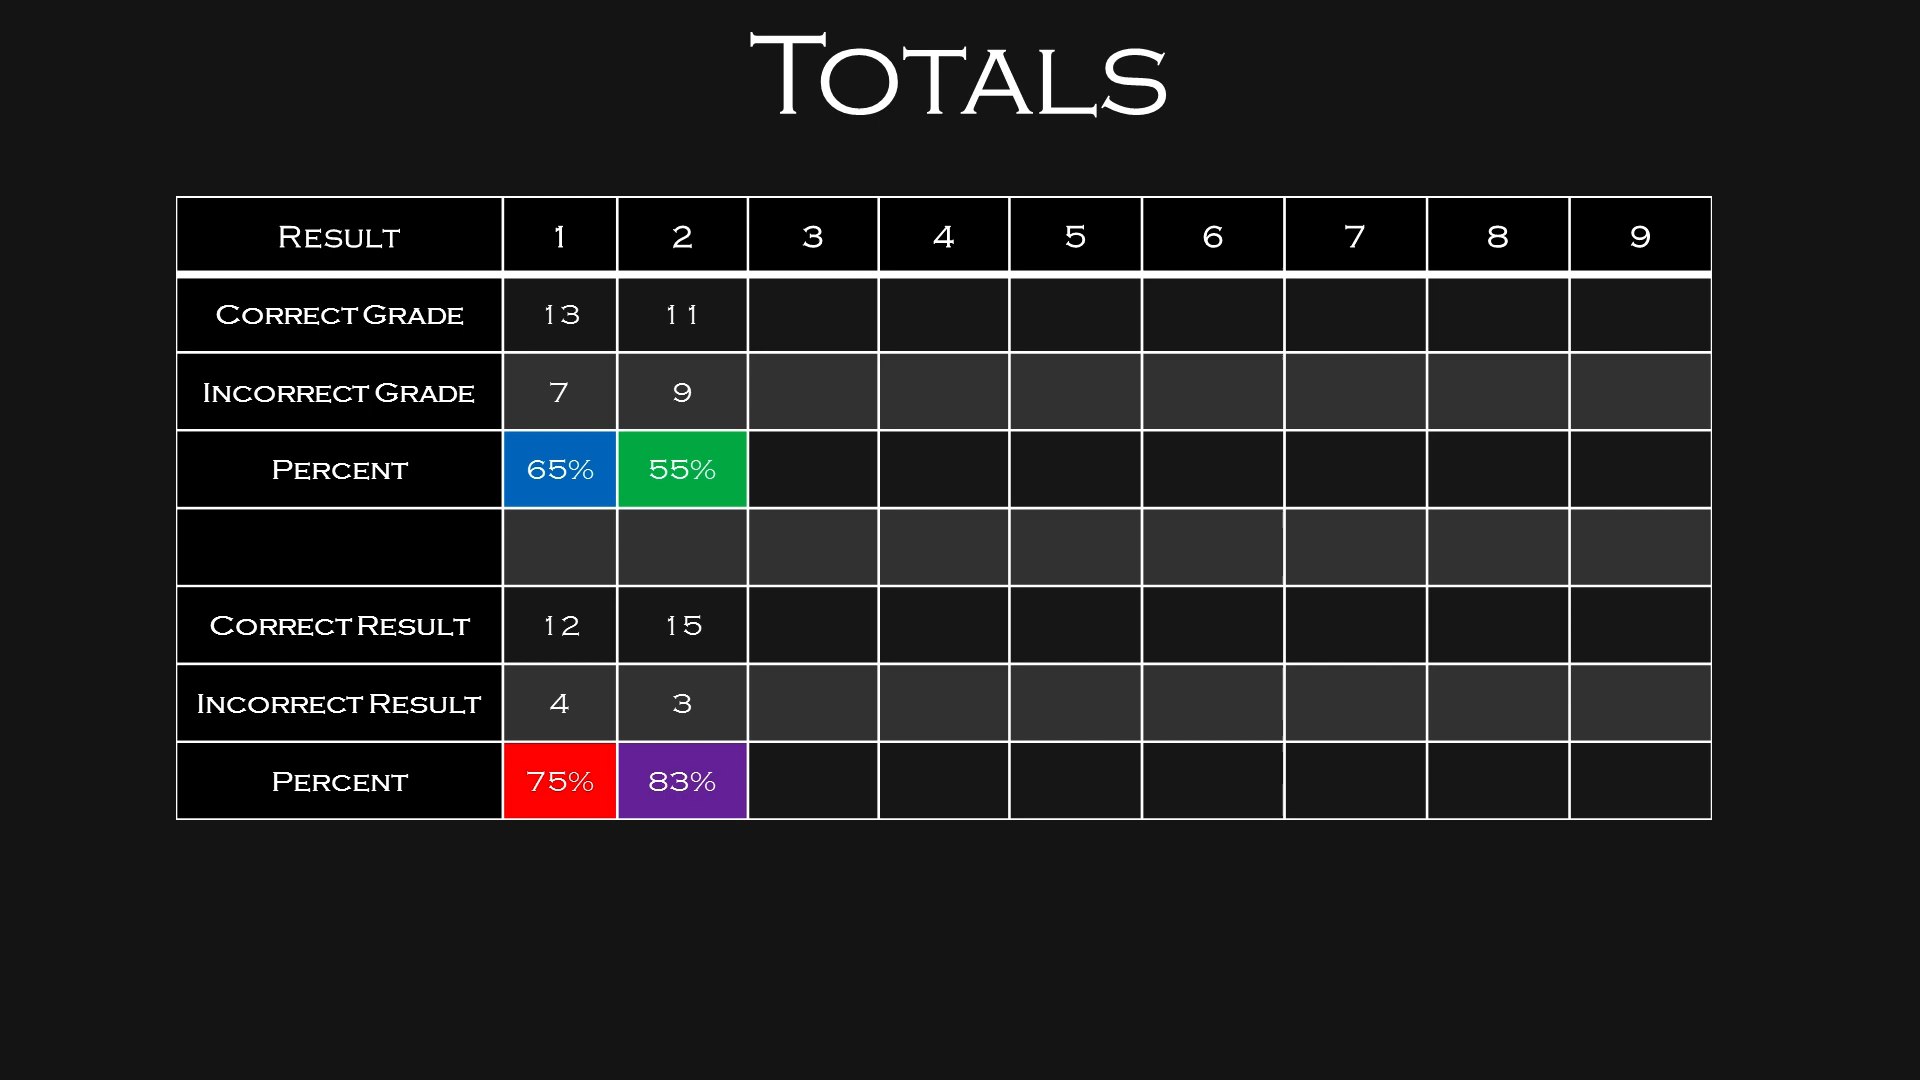 Totals
Result 1 2 3 4 5 6 7 8 9
Correct Grade 13 11
Incorrect Grade 7 9
Percent 65% 55%
Correct Result 12 15
Incorrect Result 4 3
Percent 75% 83%